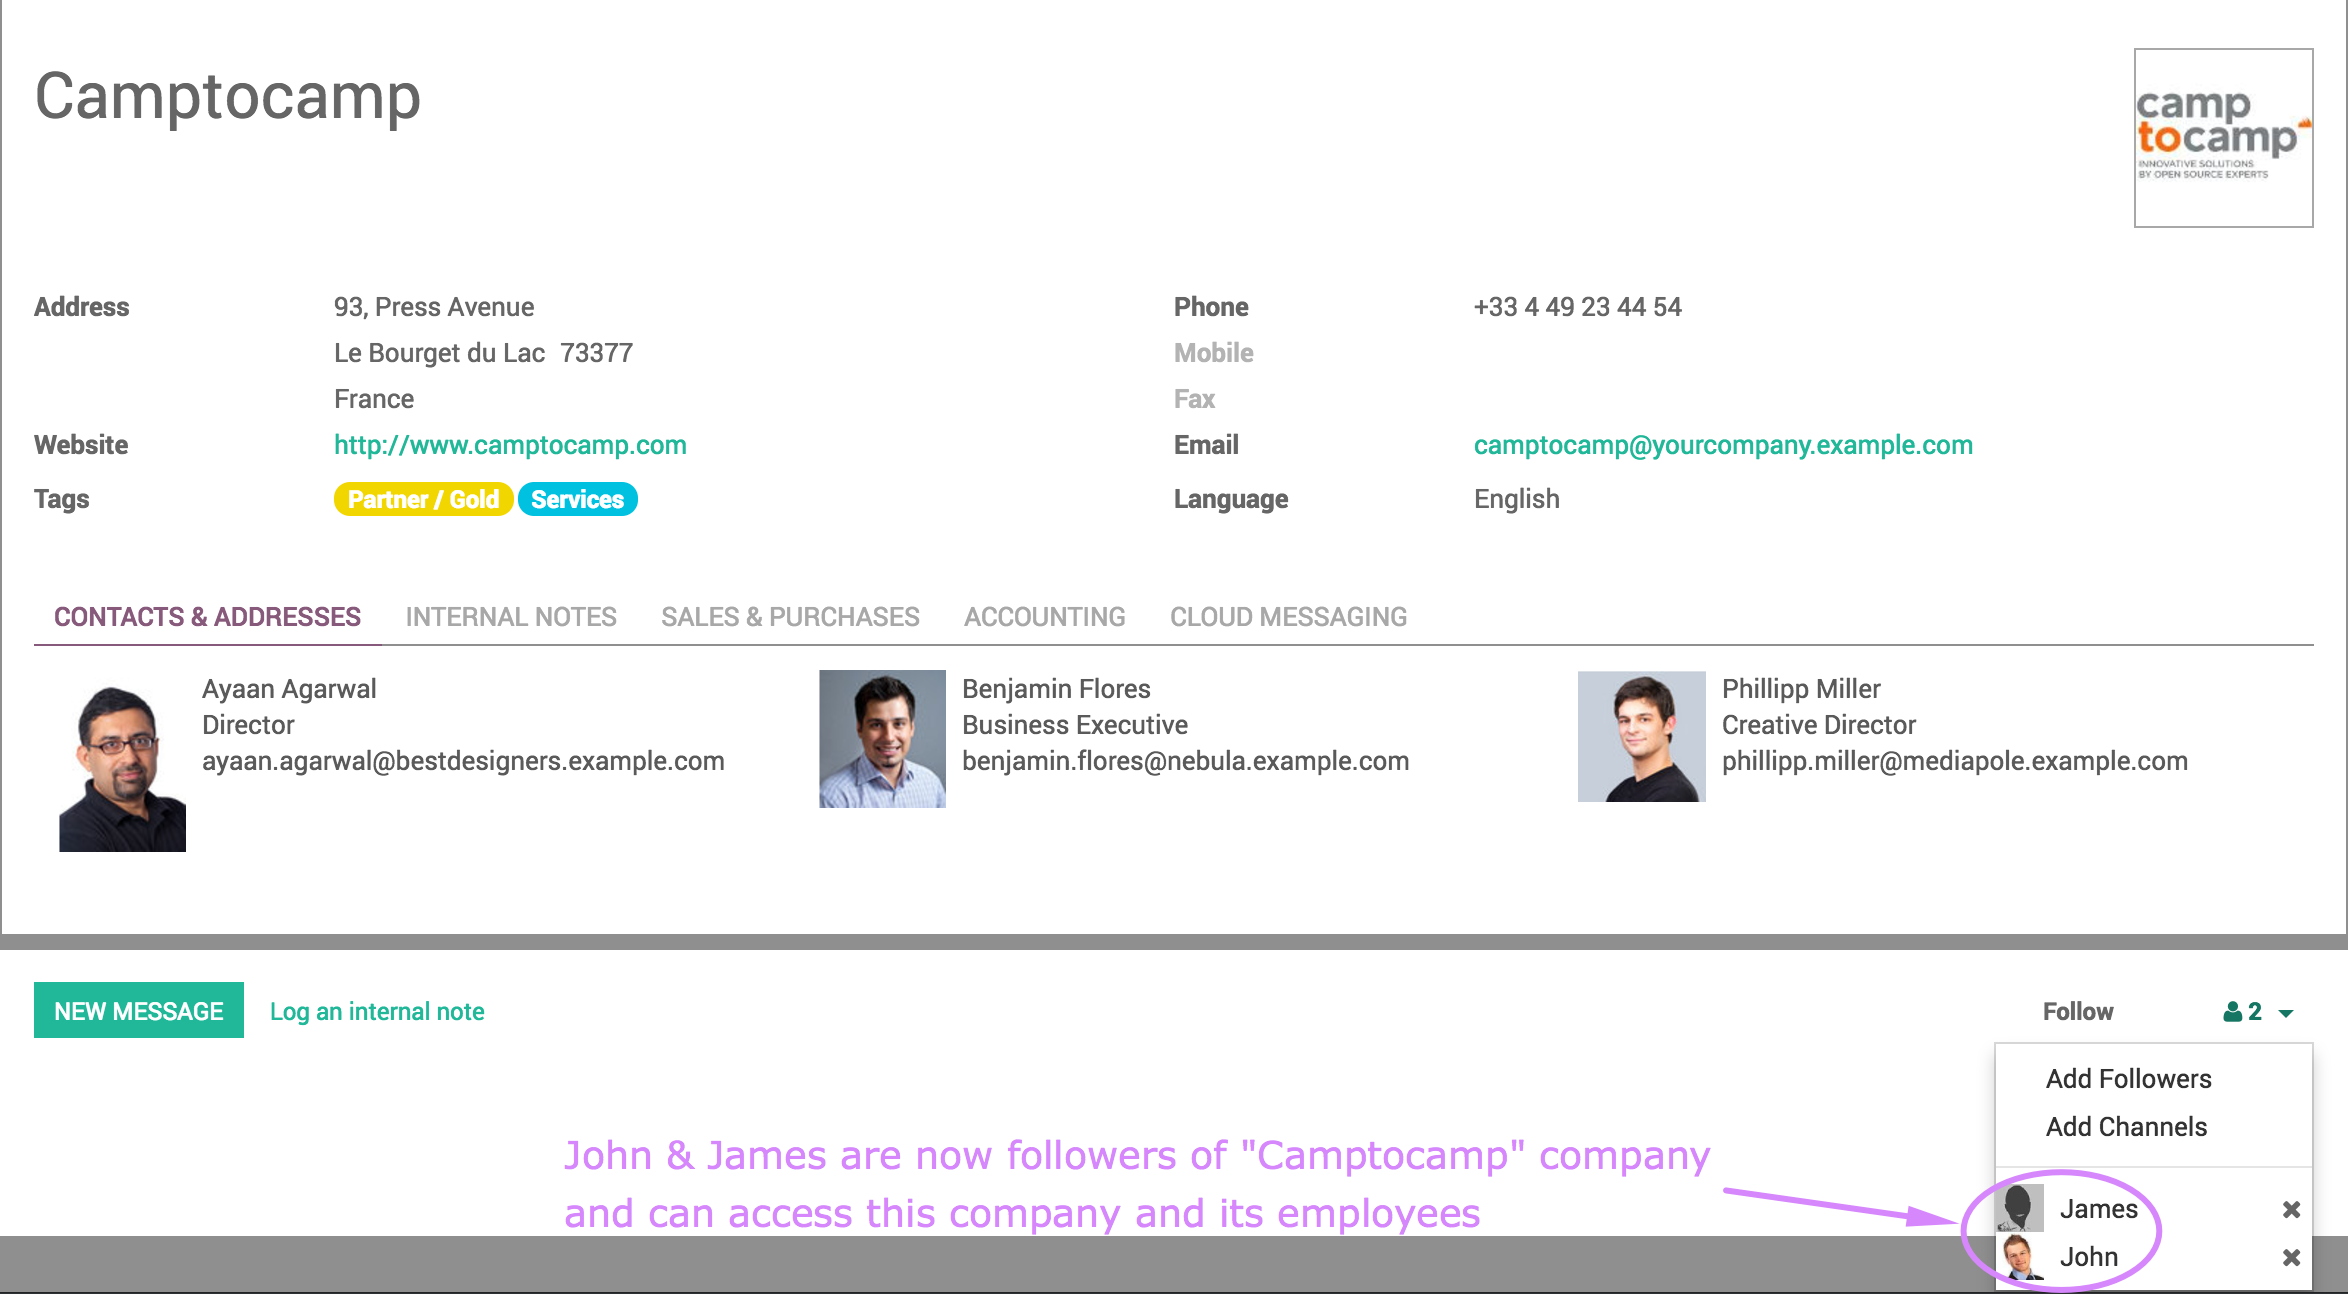 Camptocamp
camp
tocamp
INNOVATIVE SOLUTIONS
BY OPEN SOURCE EXPERTS
Address 93, Press Avenue Phone +33 4 49 23 44 54
Le Bourget du Lac 73377 Mobile
France Fax
Website http://www.camptocamp.com Email camptocamp@yourcompany.example.com
Tags Partner / Gold Services Language English
CONTACTS & ADDRESSES INTERNAL NOTES SALES & PURCHASES ACCOUNTING CLOUD MESSAGING
Ayaan Agarwal
Director
ayaan.agarwal@bestdesigners.example.com
Benjamin Flores
Business Executive
benjamin.flores@nebula.example.com
Phillipp Miller
Creative Director
phillipp.miller@mediapole.example.com
NEW MESSAGE Log an internal note Follow 2
Add Followers
Add Channels
John & James are now followers of "Camptocamp" company
and can access this company and its employees
James
John